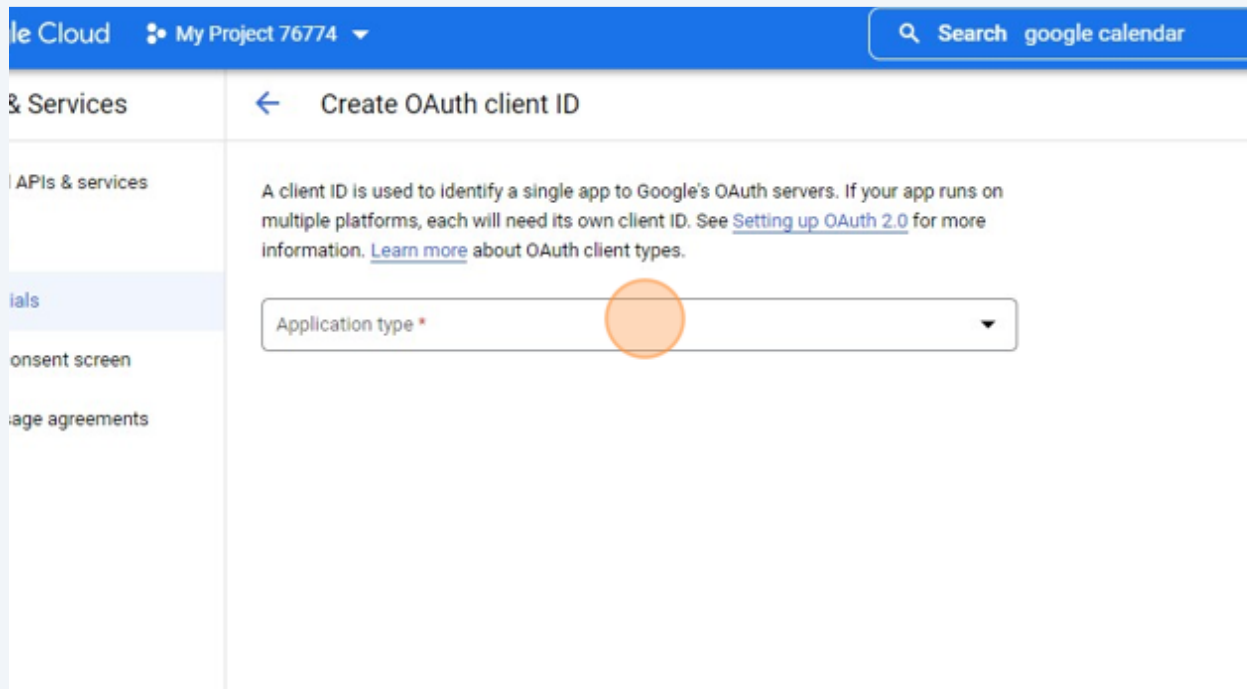 le Cloud My Project 76774 Search google calendar
& Services
Create OAuth client ID
APIs & services
A client ID is used to identify a single app to Google's OAuth servers. If your app runs on
multiple platforms, each will need its own client ID. See Setting up OAuth 2.0 for more
information. Learn more about OAuth client types.
ials
Application type *
onsent screen
age agreements